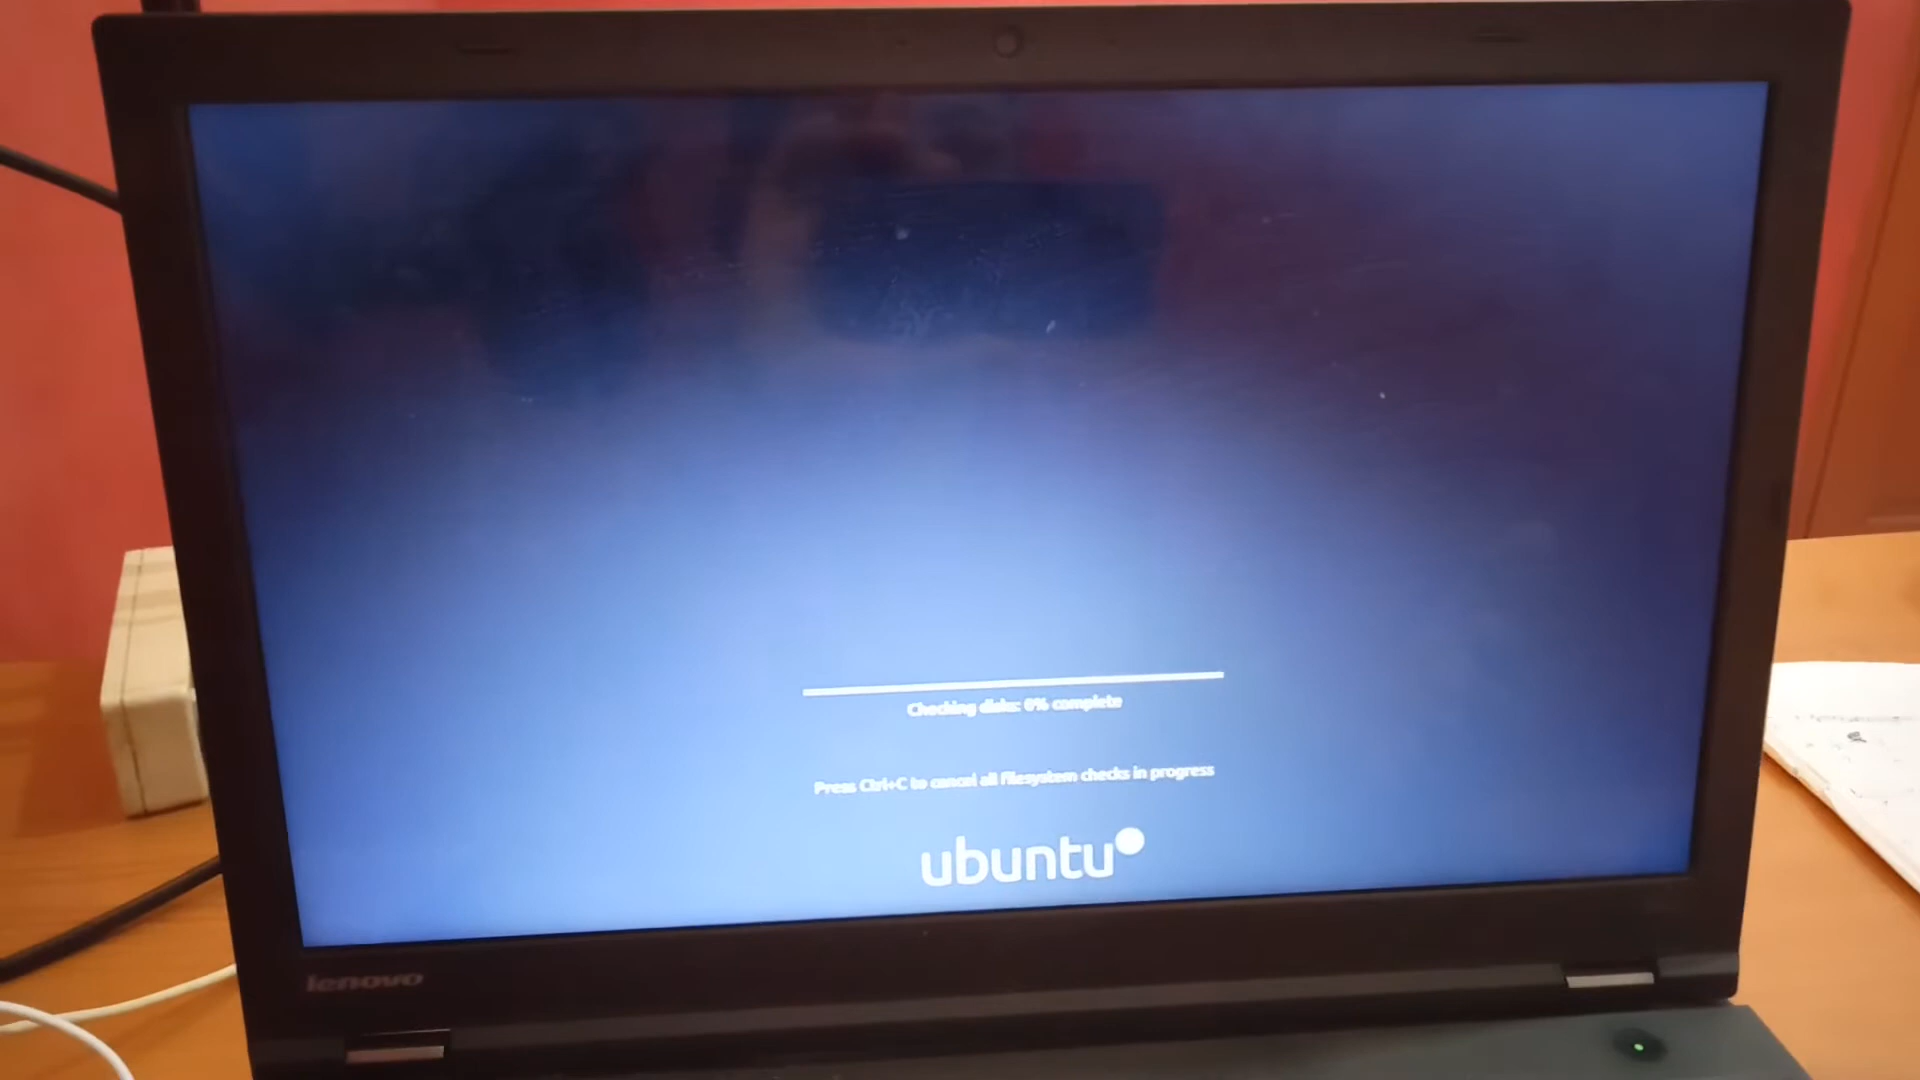 Checking disks: 0% complete
Press Ctrl+C to cancel all filesystem checks in progress
ubuntu
lenovo